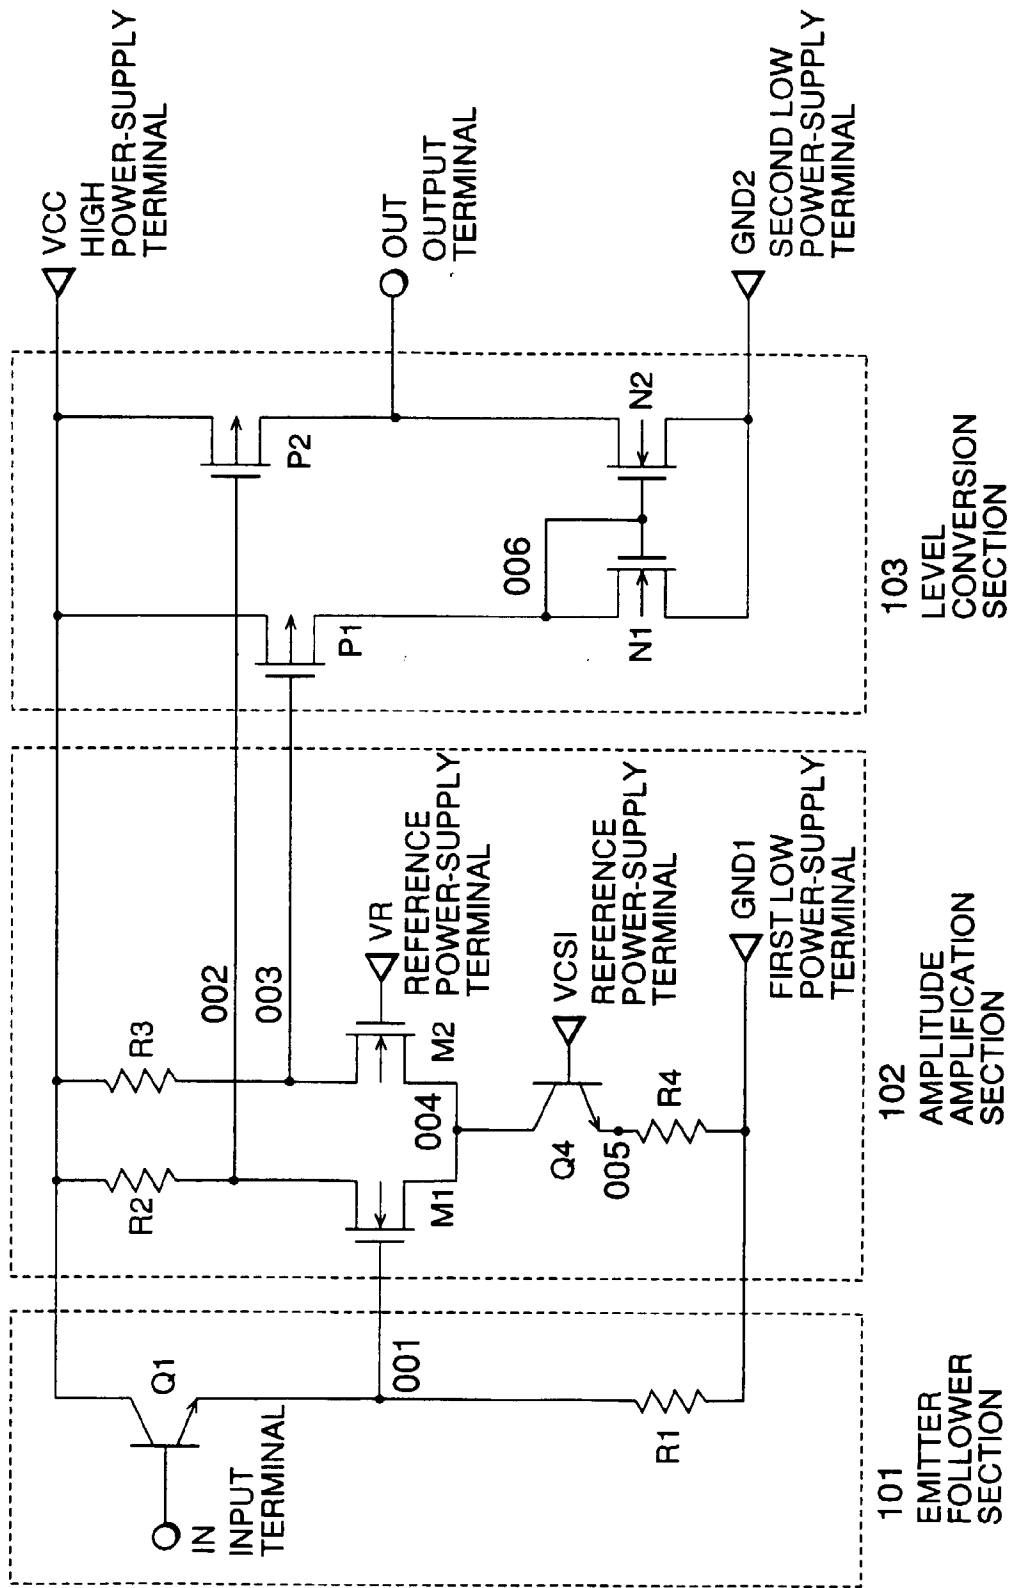 IN
INPUT
TERMINAL
Q1
001
R1
101
EMITTER
FOLLOWER
SECTION
R2
R3
002
003
M1
M2
004
VR
REFERENCE
POWER-SUPPLY
TERMINAL
Q4
VCSI
REFERENCE
POWER-SUPPLY
TERMINAL
005
R4
GND1
FIRST LOW
POWER-SUPPLY
TERMINAL
102
AMPLITUDE
AMPLIFICATION
SECTION
P1
P2
006
N1
N2
103
LEVEL
CONVERSION
SECTION
VCC
HIGH
POWER-SUPPLY
TERMINAL
OUT
OUTPUT
TERMINAL
GND2
SECOND LOW
POWER-SUPPLY
TERMINAL